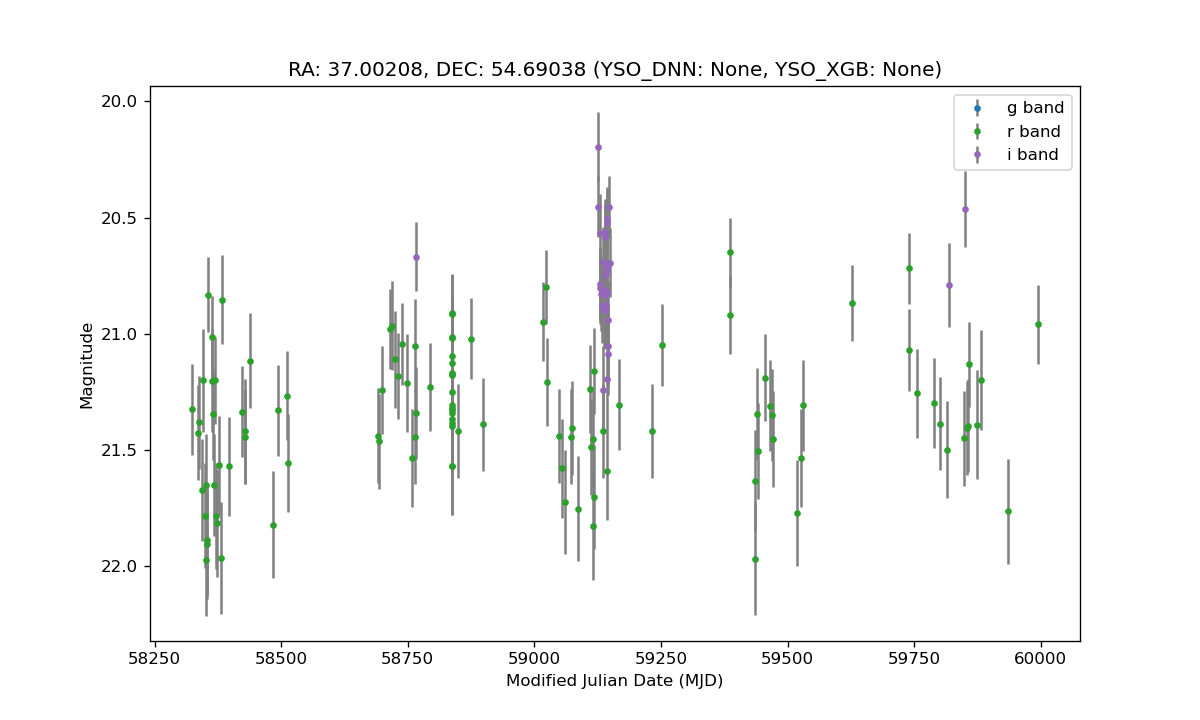 RA: 37.00208, DEC: 54.69038 (YSO_DNN: None, YSO_XGB: None)
g band
r band
i band
20.0
20.5
21.0
21.5
22.0
Magnitude
58250 58500 58750 59000 59250 59500 59750 60000
Modified Julian Date (MJD)